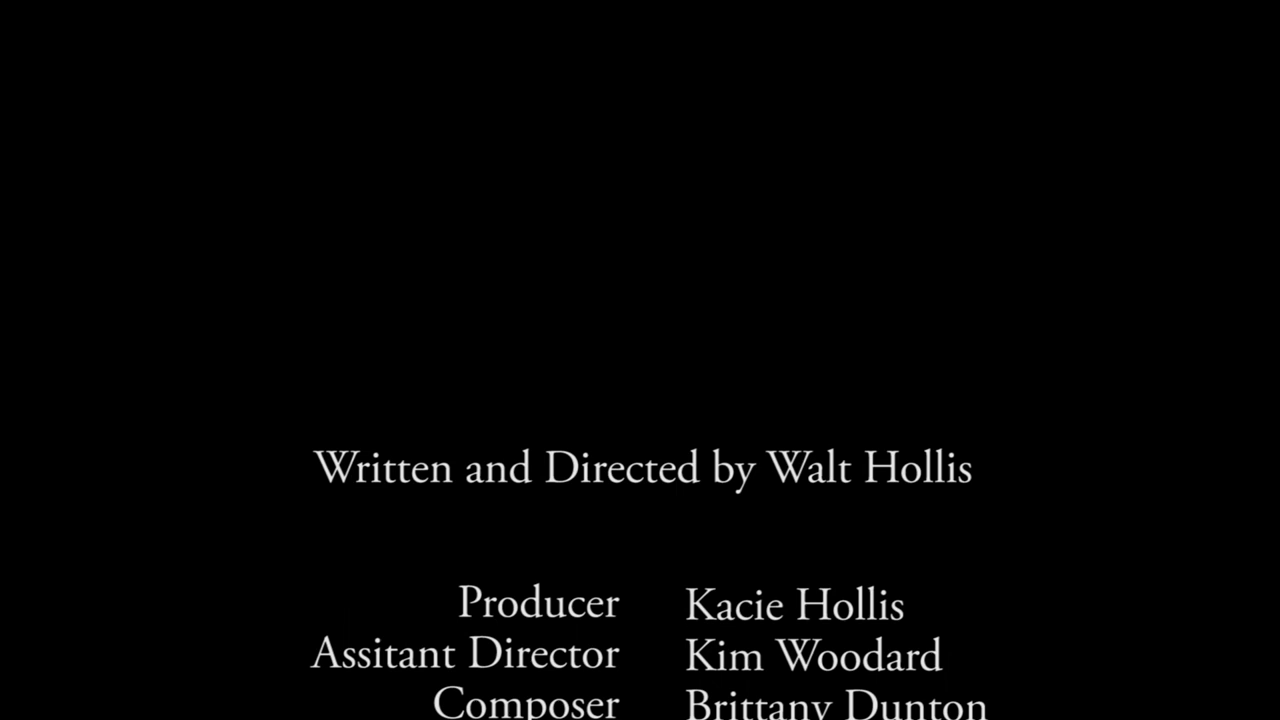 Written and Directed by Walt Hollis
Producer Kacie Hollis
Assitant Director Kim Woodard
Composer Brittany Dunton